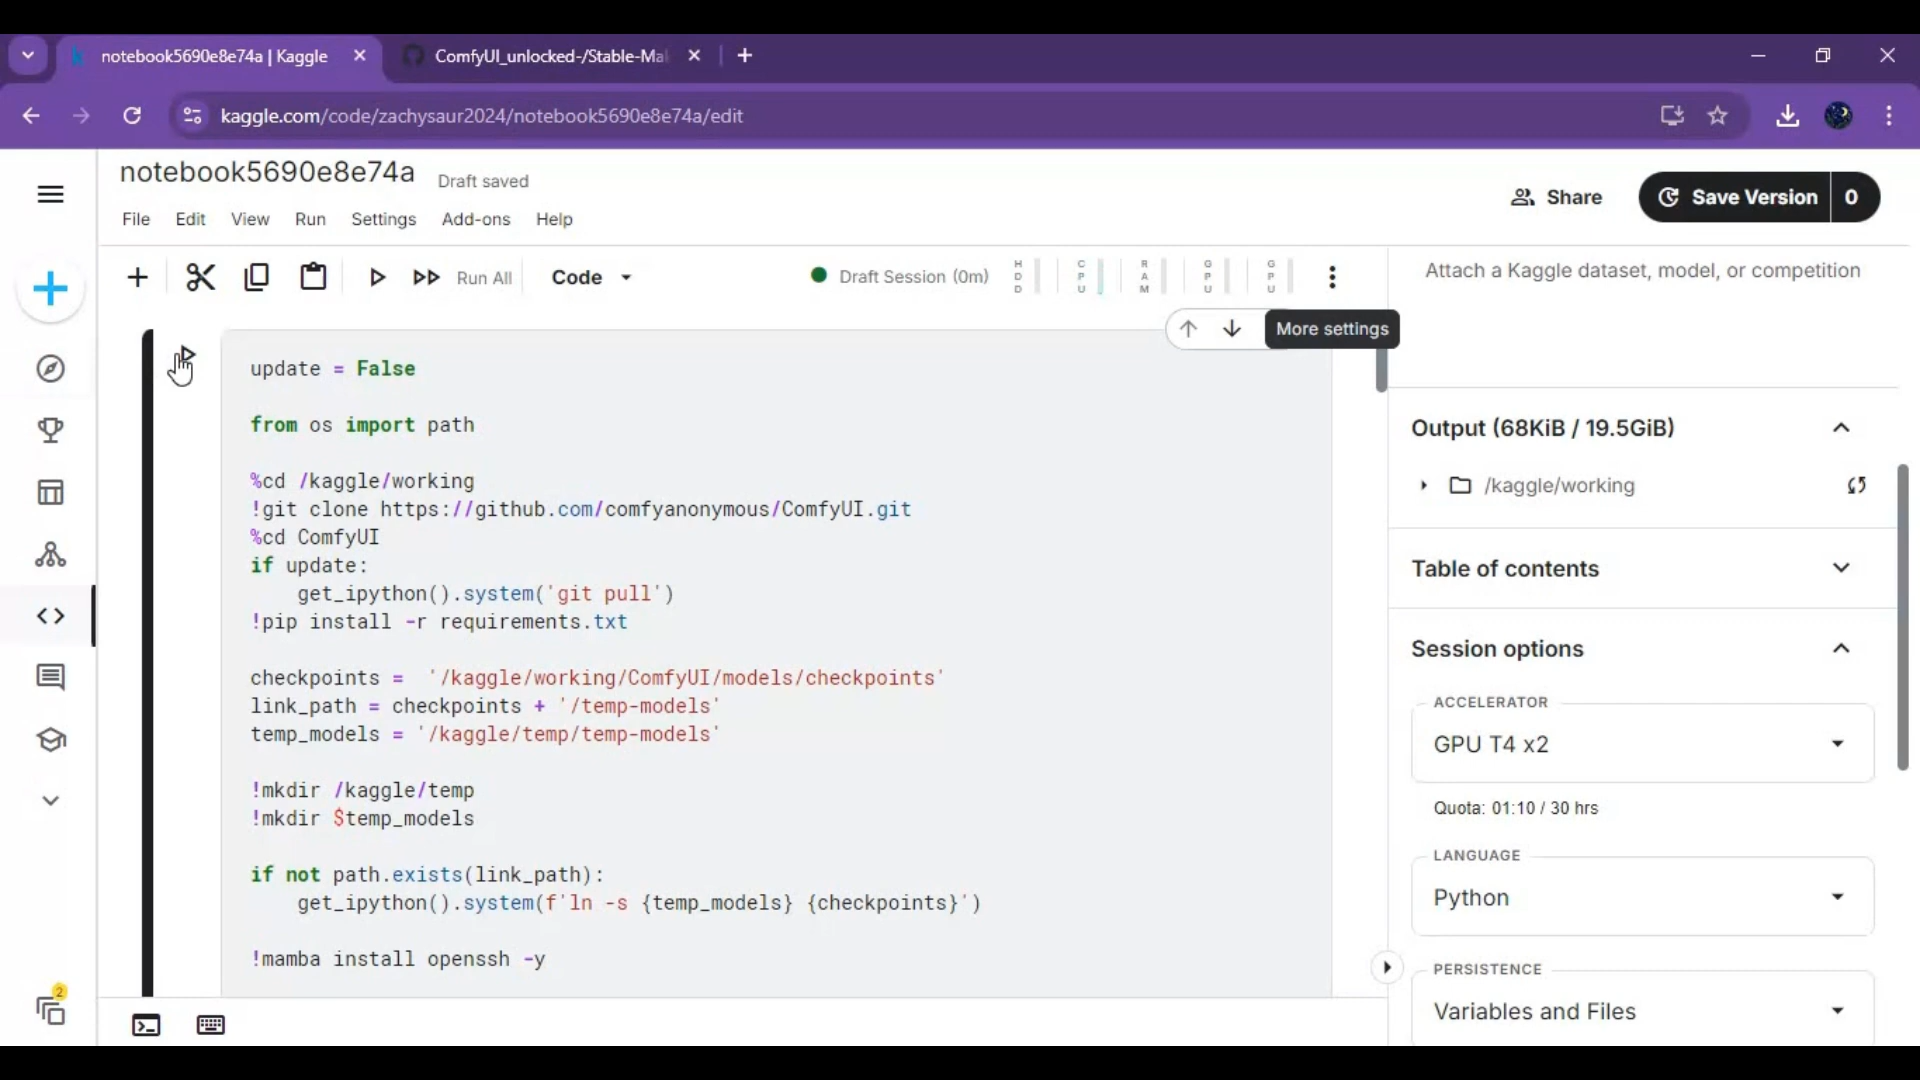 notebook5690e8e74a | Kaggle
ComfyUI_unlocked-/Stable-Ma
kaggle.com/code/zachysaur2024/notebook5690e8e74a/edit
notebook5690e8e74a
Draft saved
File Edit View Run Settings Add-ons Help
Share
Save Version 0
Run All
Code
Draft Session (0m)
HDD
CPU
RAM
GPU
GPU
More settings
update = False
from os import path
%cd /kaggle/working
!git clone https://github.com/comfyanonymous/ComfyUI.git
%cd ComfyUI
if update:
    get_ipython().system('git pull')
!pip install -r requirements.txt
checkpoints =  '/kaggle/working/ComfyUI/models/checkpoints'
link_path = checkpoints + '/temp-models'
temp_models = '/kaggle/temp/temp-models'
!mkdir /kaggle/temp
!mkdir $temp_models
if not path.exists(link_path):
    get_ipython().system(f'ln -s {temp_models} {checkpoints}')
!mamba install openssh -y
Attach a Kaggle dataset, model, or competition
Output (68KiB / 19.5GiB)
/kaggle/working
Table of contents
Session options
ACCELERATOR
GPU T4 x2
Quota: 01:10 / 30 hrs
LANGUAGE
Python
PERSISTENCE
Variables and Files
2